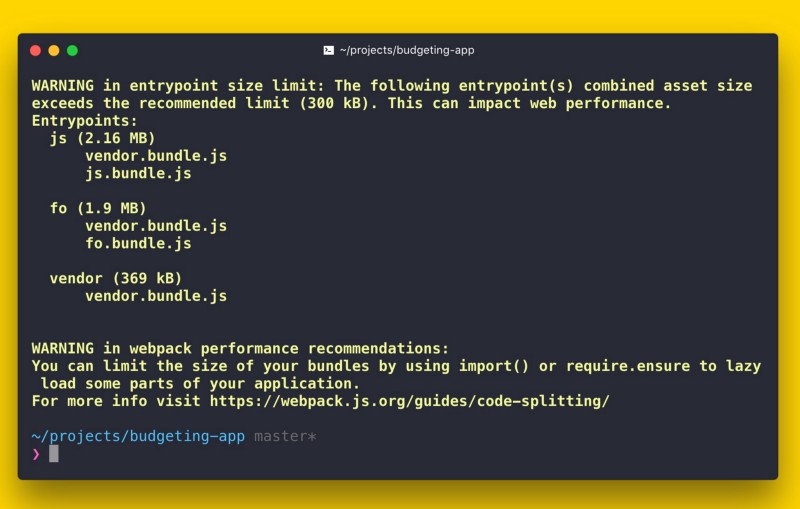 ~/projects/budgeting-app
WARNING in entrypoint size limit: The following entrypoint(s) combined asset size
exceeds the recommended limit (300 kB). This can impact web performance.
Entrypoints:
  js (2.16 MB)
      vendor.bundle.js
      js.bundle.js
  fo (1.9 MB)
      vendor.bundle.js
      fo.bundle.js
  vendor (369 kB)
      vendor.bundle.js
WARNING in webpack performance recommendations:
You can limit the size of your bundles by using import() or require.ensure to lazy
 load some parts of your application.
For more info visit https://webpack.js.org/guides/code-splitting/
~/projects/budgeting-app master*
❯